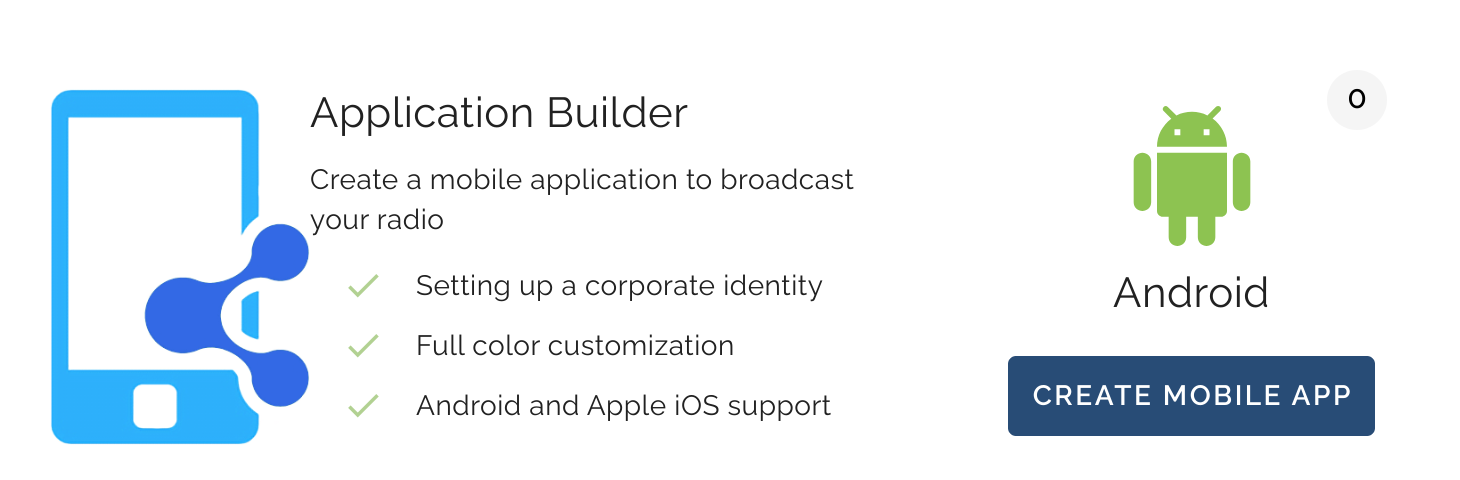 Application Builder
Create a mobile application to broadcast
your radio
Setting up a corporate identity
Full color customization
Android and Apple iOS support
0
Android
CREATE MOBILE APP